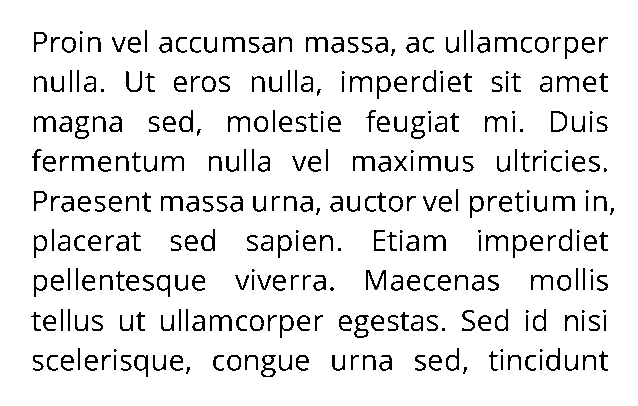 Proin vel accumsan massa, ac ullamcorper
nulla. Ut eros nulla, imperdiet sit amet
magna sed, molestie feugiat mi. Duis
fermentum nulla vel maximus ultricies.
Praesent massa urna, auctor vel pretium in,
placerat sed sapien. Etiam imperdiet
pellentesque viverra. Maecenas mollis
tellus ut ullamcorper egestas. Sed id nisi
scelerisque, congue urna sed, tincidunt